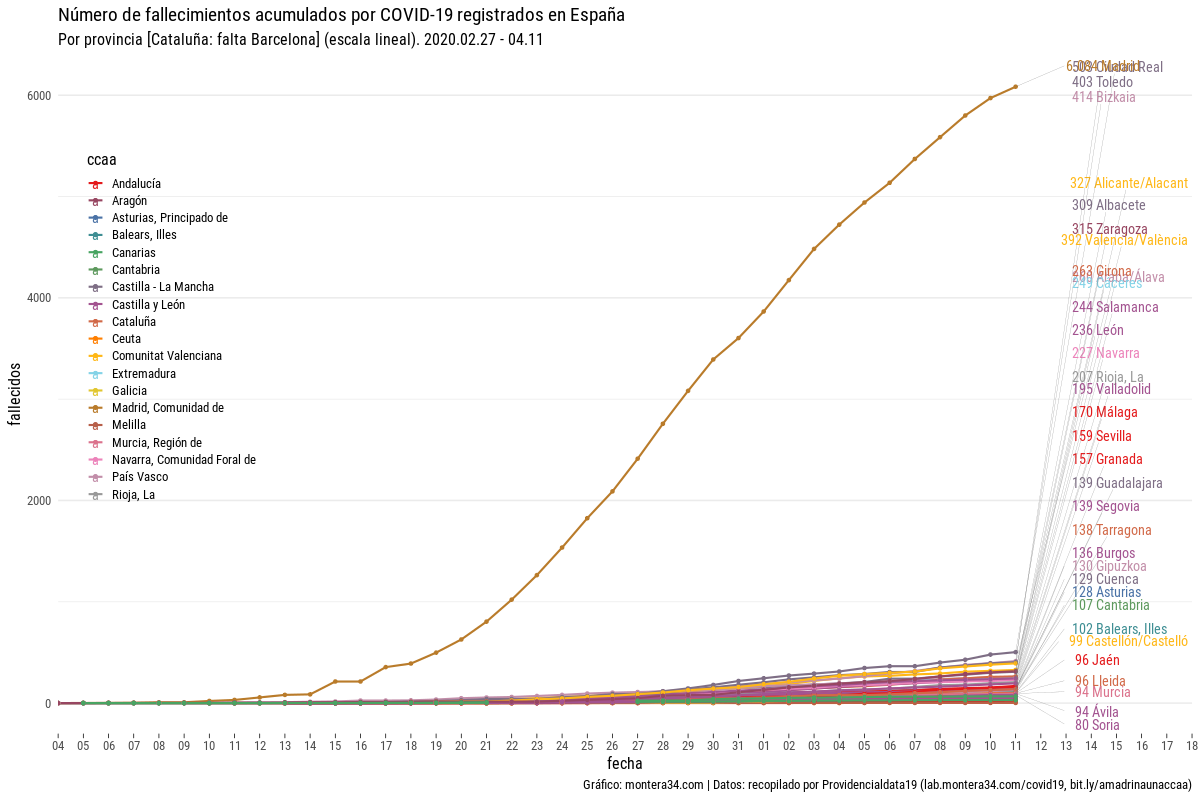 Número de fallecimientos acumulados por COVID-19 registrados en España
Por provincia [Cataluña: falta Barcelona] (escala lineal). 2020.02.27 - 04.11
6000
4000
2000
0
fallecidos
ccaa
Andalucía
Aragón
Asturias, Principado de
Balears, Illes
Canarias
Cantabria
Castilla - La Mancha
Castilla y León
Cataluña
Ceuta
Comunitat Valenciana
Extremadura
Galicia
Madrid, Comunidad de
Melilla
Murcia, Región de
Navarra, Comunidad Foral de
País Vasco
Rioja, La
503 Ciudad Real
403 Toledo
414 Bizkaia
327 Alicante/Alacant
309 Albacete
315 Zaragoza
392 Valencia/València
263 Girona
Araba/Álava
249 Cáceres
244 Salamanca
236 León
227 Navarra
207 Rioja, La
195 Valladolid
170 Málaga
159 Sevilla
157 Granada
139 Guadalajara
139 Segovia
138 Tarragona
136 Burgos
130 Gipuzkoa
129 Cuenca
128 Asturias
107 Cantabria
102 Balears, Illes
99 Castellón/Castelló
96 Jaén
96 Lleida
94 Murcia
94 Ávila
80 Soria
04 05 06 07 08 09 10 11 12 13 14 15 16 17 18 19 20 21 22 23 24 25 26 27 28 29 30 31 01 02 03 04 05 06 07 08 09 10 11 12 13 14 15 16 17 18
fecha
Gráfico: montera34.com | Datos: recopilado por Providencialdata19 (lab.montera34.com/covid19, bit.ly/amadrinaunaccaa)